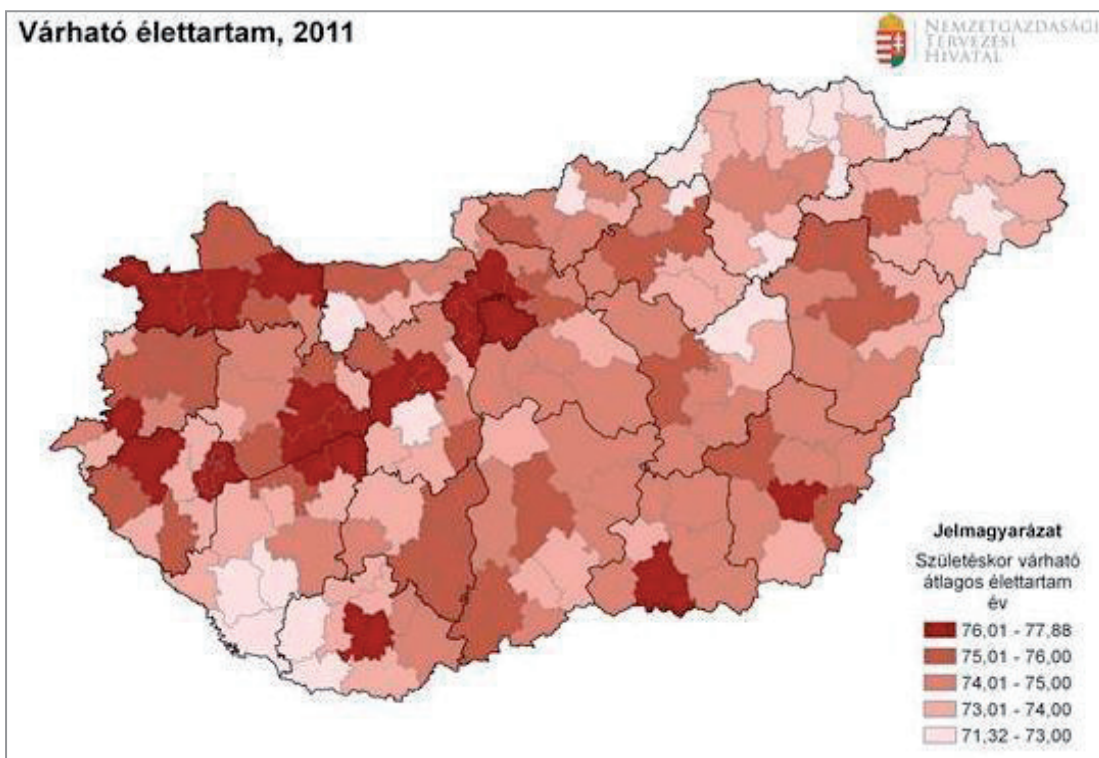 Várható élettartam, 2011
NEMZETGAZDASÁGI
TERVEZÉSI
HIVATAL
Jelmagyarázat
Születéskor várható
átlagos élettartam
év
76,01 - 77,88
75,01 - 76,00
74,01 - 75,00
73,01 - 74,00
71,32 - 73,00